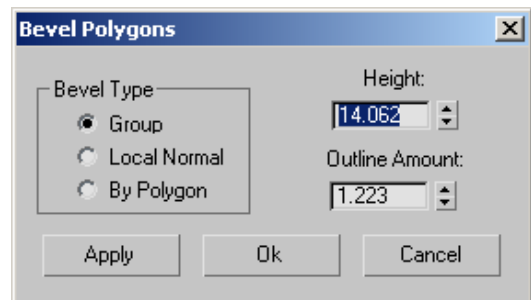 Bevel Polygons
Bevel Type
Group
Local Normal
By Polygon
Height:
14.062
Outline Amount:
1.223
Apply
Ok
Cancel